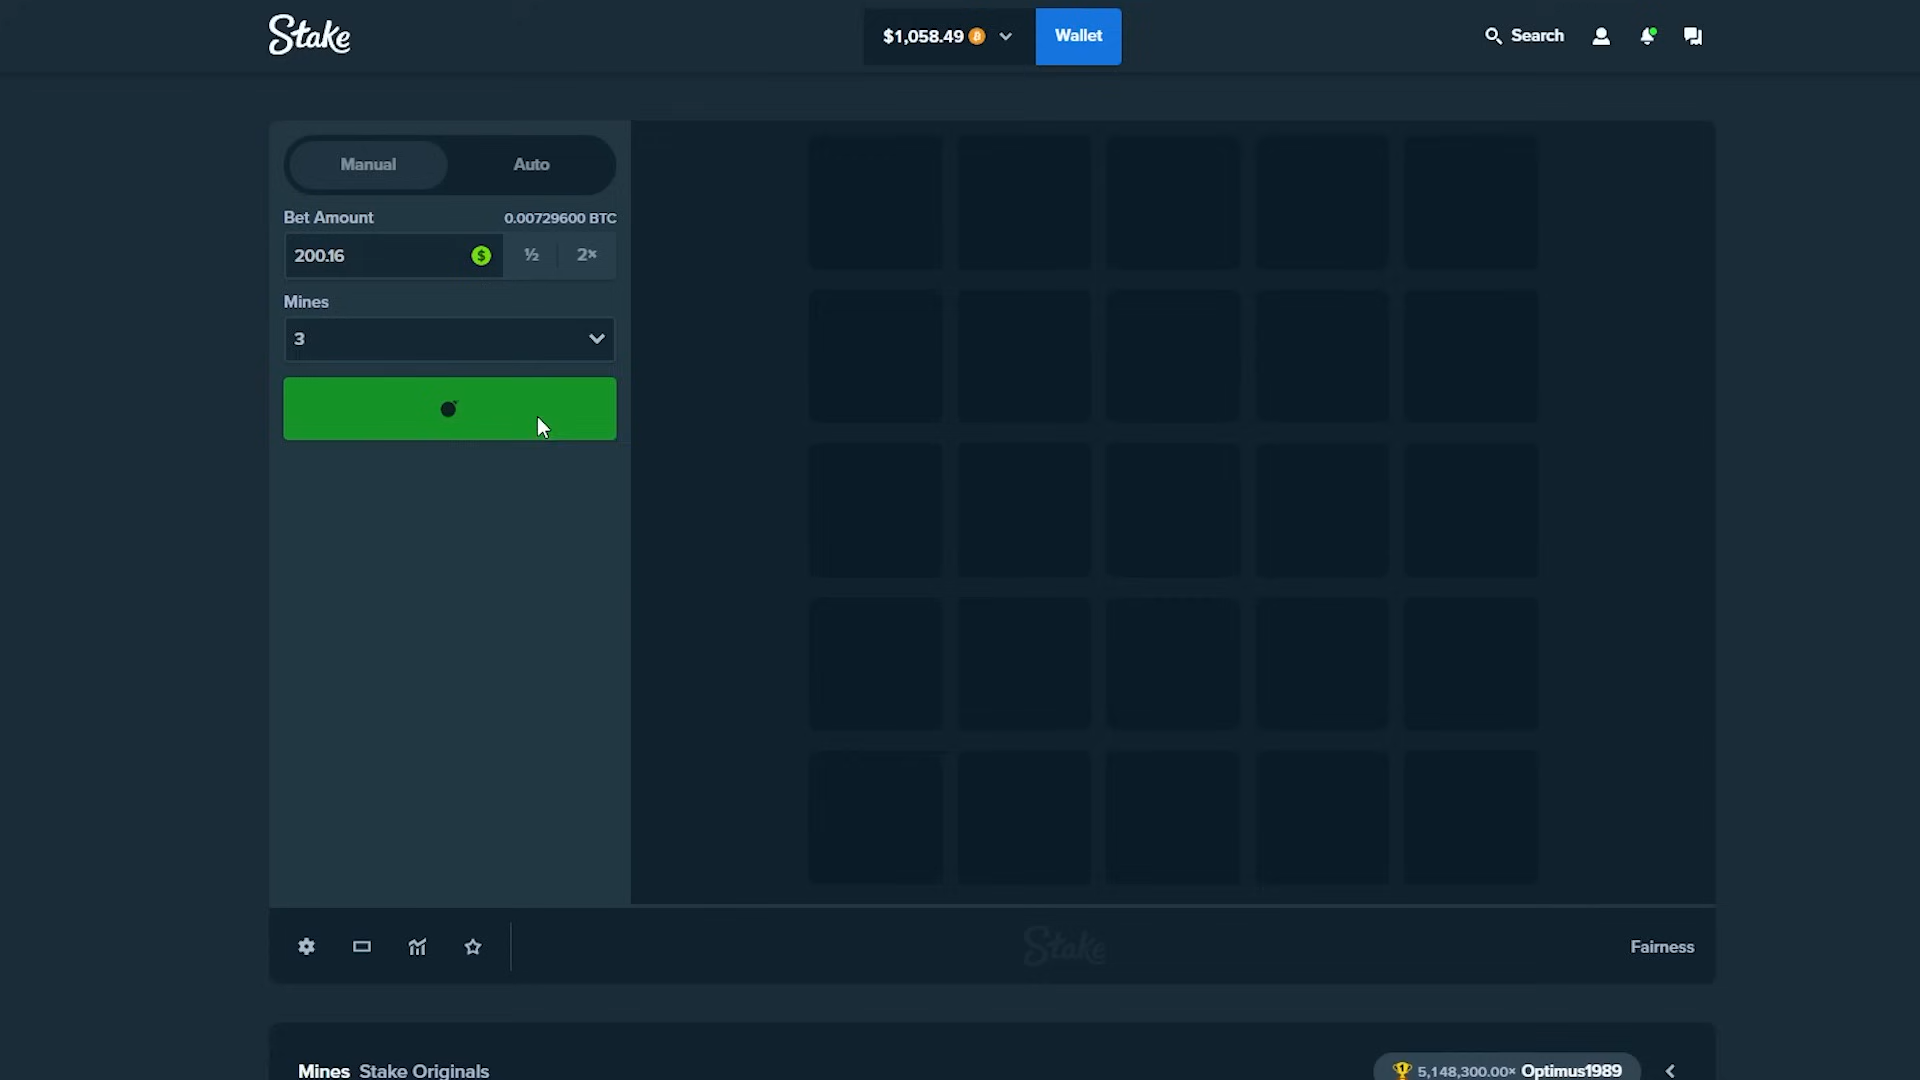 Stake
$1,058.49
Wallet
Search
Manual
Auto
Bet Amount
0.00729600 BTC
200.16
$
½
2×
Mines
3
Stake
Fairness
Mines Stake Originals
1 5,148,300.00× Optimus1989